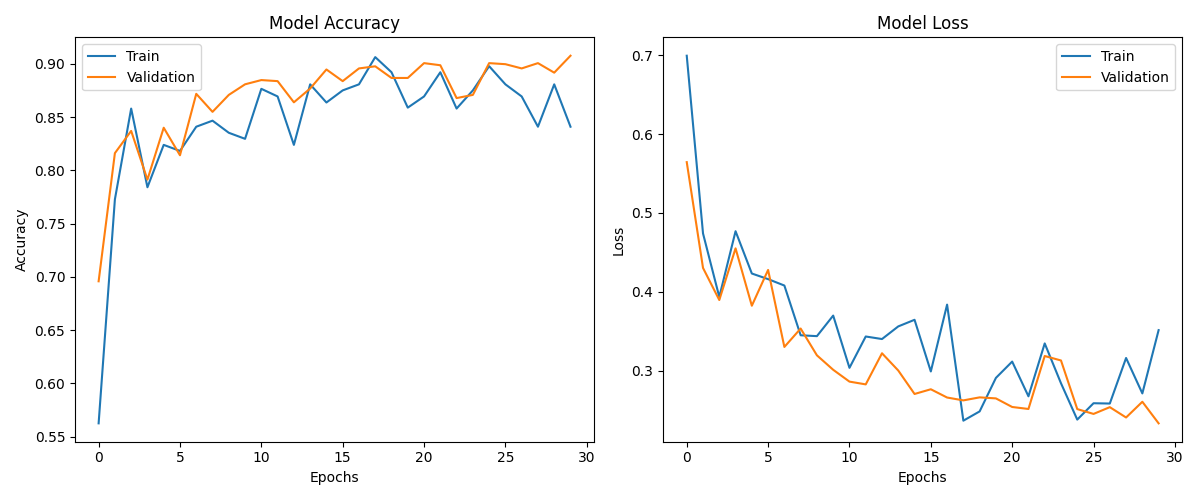 Model Accuracy
Train
Validation
Accuracy
0.90
0.85
0.80
0.75
0.70
0.65
0.60
0.55
0 5 10 15 20 25 30
Epochs
Model Loss
Train
Validation
Loss
0.7
0.6
0.5
0.4
0.3
0 5 10 15 20 25 30
Epochs